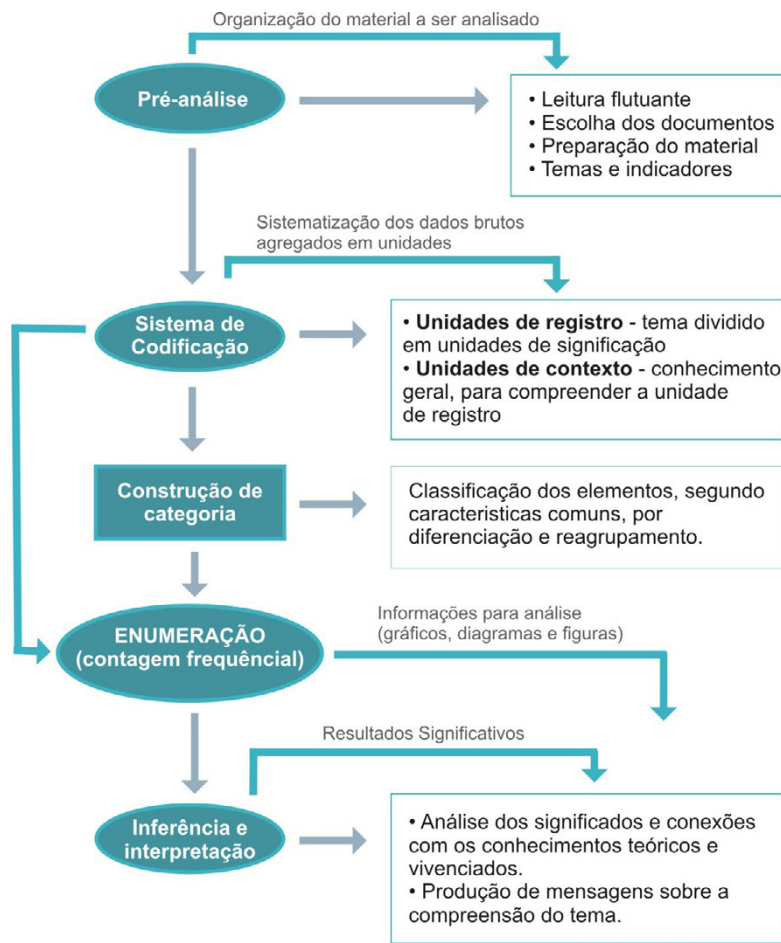 Organização do material a ser analisado
Pré-análise
• Leitura flutuante
• Escolha dos documentos
• Preparação do material
• Temas e indicadores
Sistematização dos dados brutos
agregados em unidades
Sistema de
Codificação
• Unidades de registro - tema dividido
em unidades de significação
• Unidades de contexto - conhecimento
geral, para compreender a unidade
de registro
Construção de
categoria
Classificação dos elementos, segundo
caracteristicas comuns, por
diferenciação e reagrupamento.
ENUMERAÇÃO
(contagem frequêncial)
Informações para análise
(gráficos, diagramas e figuras)
Resultados Significativos
Inferência e
interpretação
• Análise dos significados e conexões
com os conhecimentos teóricos e
vivenciados.
• Produção de mensagens sobre a
compreensão do tema.